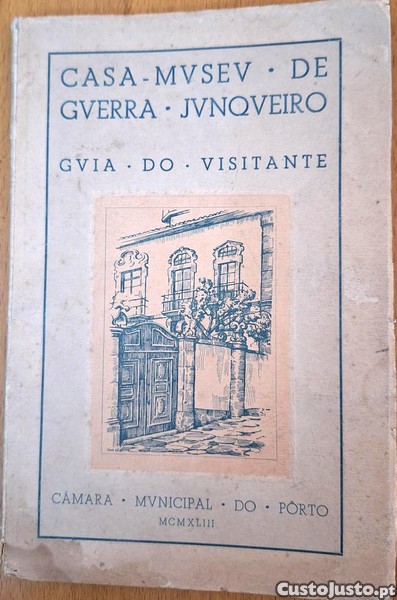 CASA-MVSEV · DE
GVERRA · JVNQVEIRO
GVIA · DO · VISITANTE
CÂMARA · MVNICIPAL · DO · PÔRTO
MCMXLIII
CustoJusto.pt